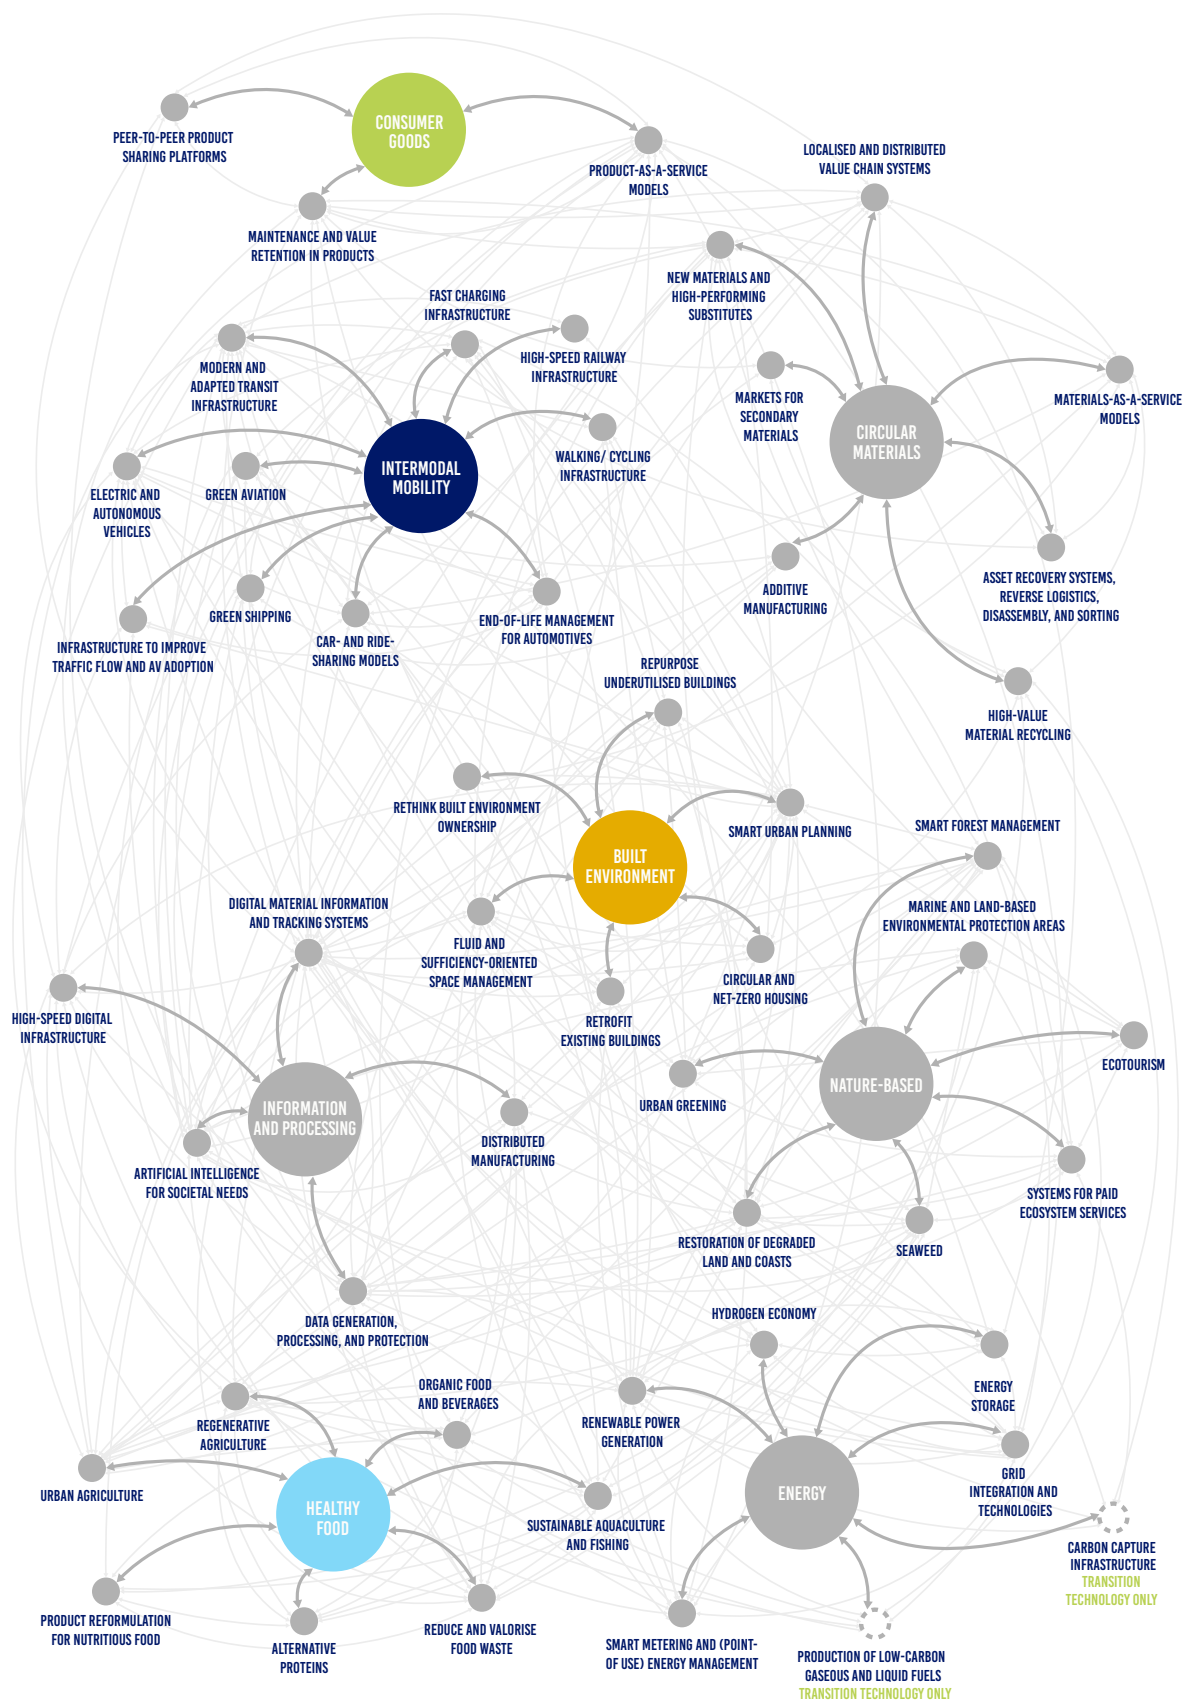 CONSUMER
GOODS
PEER-TO-PEER PRODUCT
SHARING PLATFORMS
PRODUCT-AS-A-SERVICE
MODELS
LOCALISED AND DISTRIBUTED
VALUE CHAIN SYSTEMS
MAINTENANCE AND VALUE
RETENTION IN PRODUCTS
NEW MATERIALS AND
HIGH-PERFORMING
SUBSTITUTES
FAST CHARGING
INFRASTRUCTURE
HIGH-SPEED RAILWAY
INFRASTRUCTURE
MODERN AND
ADAPTED TRANSIT
INFRASTRUCTURE
MARKETS FOR
SECONDARY
MATERIALS
MATERIALS-AS-A-SERVICE
MODELS
CIRCULAR
MATERIALS
WALKING/ CYCLING
INFRASTRUCTURE
INTERMODAL
MOBILITY
ELECTRIC AND
AUTONOMOUS
VEHICLES
GREEN AVIATION
ASSET RECOVERY SYSTEMS,
REVERSE LOGISTICS,
DISASSEMBLY, AND SORTING
ADDITIVE
MANUFACTURING
GREEN SHIPPING
END-OF-LIFE MANAGEMENT
FOR AUTOMOTIVES
INFRASTRUCTURE TO IMPROVE
TRAFFIC FLOW AND AV ADOPTION
CAR- AND RIDE-
SHARING MODELS
REPURPOSE
UNDERUTILISED BUILDINGS
HIGH-VALUE
MATERIAL RECYCLING
RETHINK BUILT ENVIRONMENT
OWNERSHIP
SMART URBAN PLANNING
SMART FOREST MANAGEMENT
BUILT
ENVIRONMENT
DIGITAL MATERIAL INFORMATION
AND TRACKING SYSTEMS
MARINE AND LAND-BASED
ENVIRONMENTAL PROTECTION AREAS
FLUID AND
SUFFICIENCY-ORIENTED
SPACE MANAGEMENT
CIRCULAR AND
NET-ZERO HOUSING
HIGH-SPEED DIGITAL
INFRASTRUCTURE
RETROFIT
EXISTING BUILDINGS
ECOTOURISM
NATURE-BASED
URBAN GREENING
INFORMATION
AND PROCESSING
DISTRIBUTED
MANUFACTURING
ARTIFICIAL INTELLIGENCE
FOR SOCIETAL NEEDS
SYSTEMS FOR PAID
ECOSYSTEM SERVICES
RESTORATION OF DEGRADED
LAND AND COASTS
SEAWEED
DATA GENERATION,
PROCESSING, AND PROTECTION
HYDROGEN ECONOMY
ORGANIC FOOD
AND BEVERAGES
ENERGY
STORAGE
REGENERATIVE
AGRICULTURE
RENEWABLE POWER
GENERATION
GRID
INTEGRATION AND
TECHNOLOGIES
URBAN AGRICULTURE
HEALTHY
FOOD
ENERGY
SUSTAINABLE AQUACULTURE
AND FISHING
CARBON CAPTURE
INFRASTRUCTURE
TRANSITION
TECHNOLOGY ONLY
PRODUCT REFORMULATION
FOR NUTRITIOUS FOOD
ALTERNATIVE
PROTEINS
REDUCE AND VALORISE
FOOD WASTE
SMART METERING AND (POINT-
OF USE) ENERGY MANAGEMENT
PRODUCTION OF LOW-CARBON
GASEOUS AND LIQUID FUELS
TRANSITION TECHNOLOGY ONLY